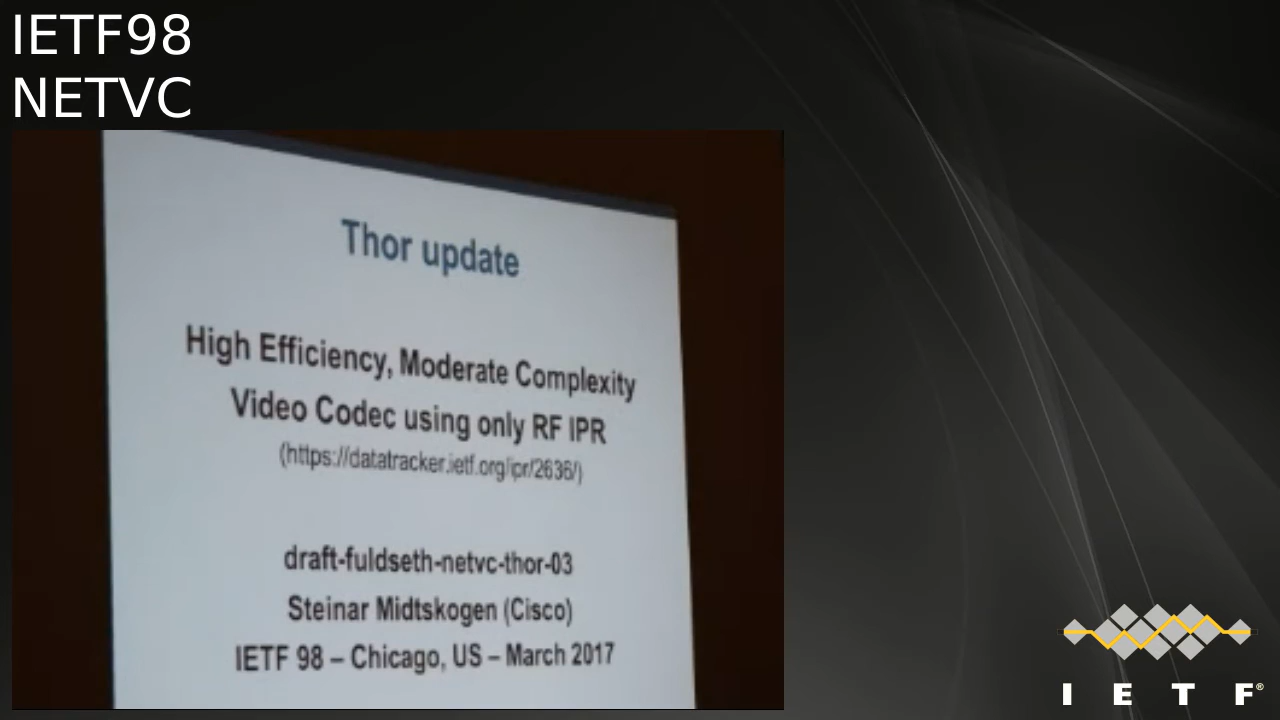 IETF98
NETVC
Thor update
High Efficiency, Moderate Complexity
Video Codec using only RF IPR
(https://datatracker.ietf.org/ipr/2636/)
draft-fuldseth-netvc-thor-03
Steinar Midtskogen (Cisco)
IETF 98 – Chicago, US – March 2017
I E T F®